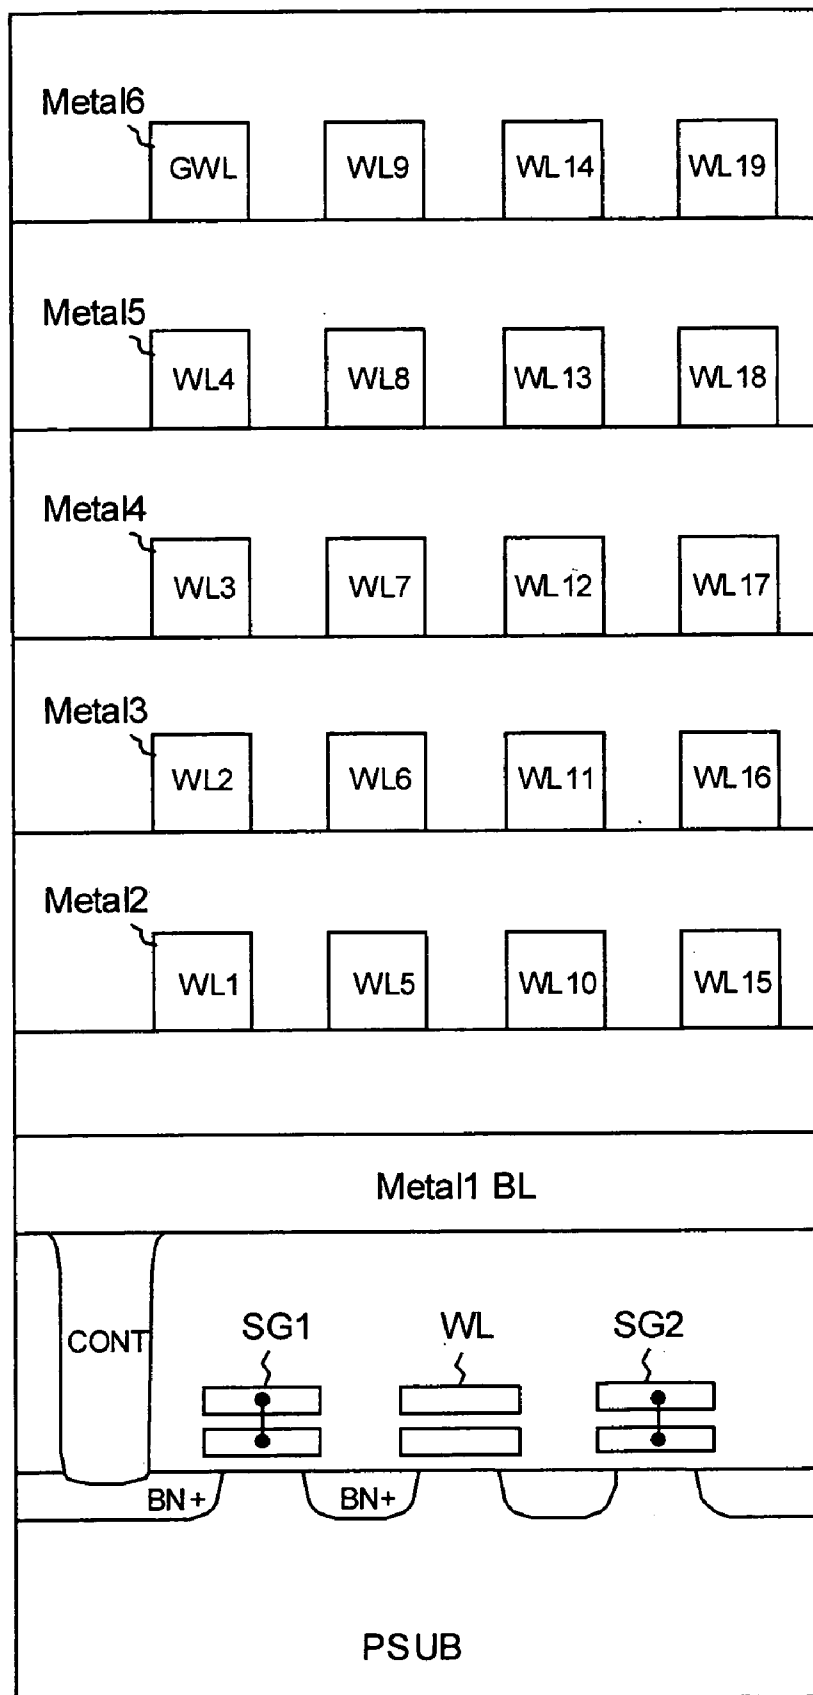 Metal6
GWL WL9 WL14 WL19
Metal5
WL4 WL8 WL13 WL18
Metal4
WL3 WL7 WL12 WL17
Metal3
WL2 WL6 WL11 WL16
Metal2
WL1 WL5 WL10 WL15
Metal1 BL
CONT SG1 WL SG2
BN+ BN+
PSUB